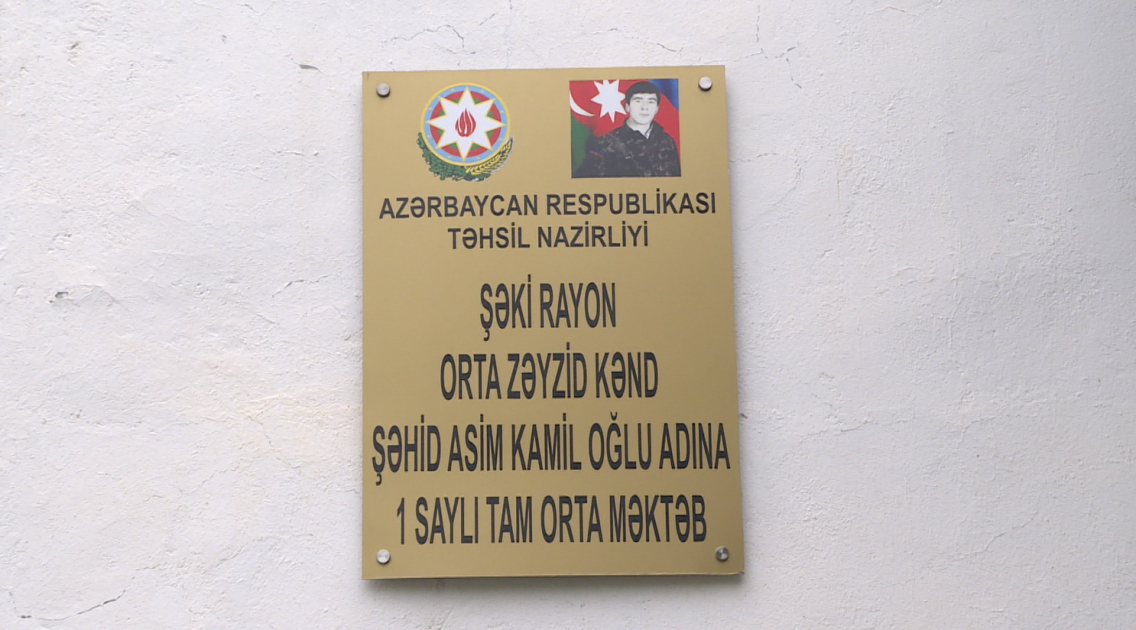 AZƏRBAYCAN RESPUBLİKASI
TƏHSİL NAZİRLİYİ
ŞƏKİ RAYON
ORTA ZƏYZİD KƏND
ŞƏHİD ASİM KAMİL OĞLU ADINA
1 SAYLI TAM ORTA MƏKTƏB